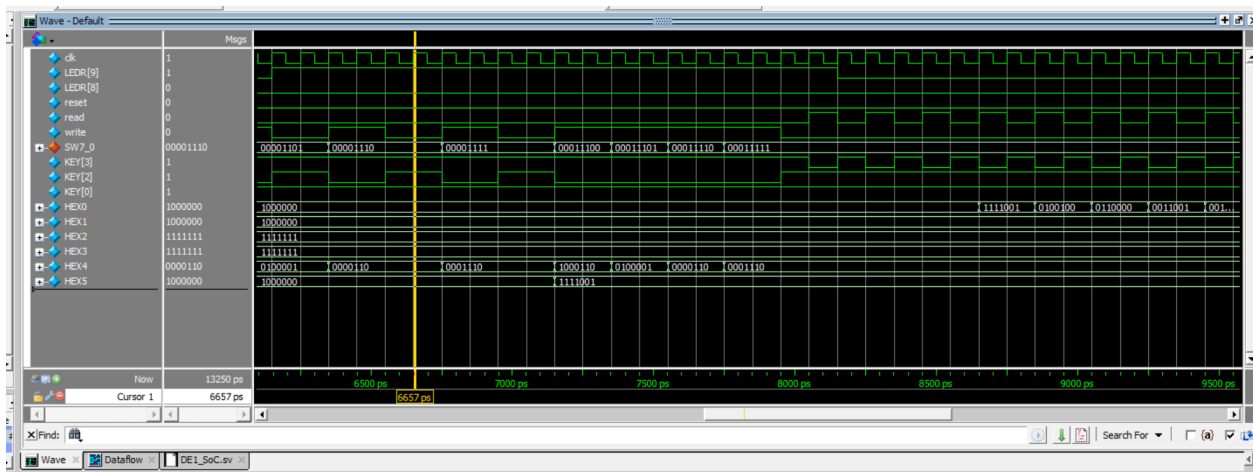 Wave - Default
Msgs
clk 1
LEDR[9] 1
LEDR[8] 0
reset 0
read 0
write 0
SW7_0 00001110 00001101 00001110 00001111 00011100 00011101 00011110 00011111
KEY[3] 1
KEY[2] 1
KEY[0] 1
HEX0 1000000 1000000 1111001 0100100 0110000 0011001 001...
HEX1 1000000 1000000
HEX2 1111111 1111111
HEX3 1111111 1111111
HEX4 0000110 0100001 0000110 0001110 1000110 0100001 0000110 0001110
HEX5 1000000 1000000 1111001
Now 13250 ps 6500 ps 7000 ps 7500 ps 8000 ps 8500 ps 9000 ps 9500 ps
Cursor 1 6657 ps 6657 ps
Find: Search For {a}
Wave Dataflow DE1_SoC.sv